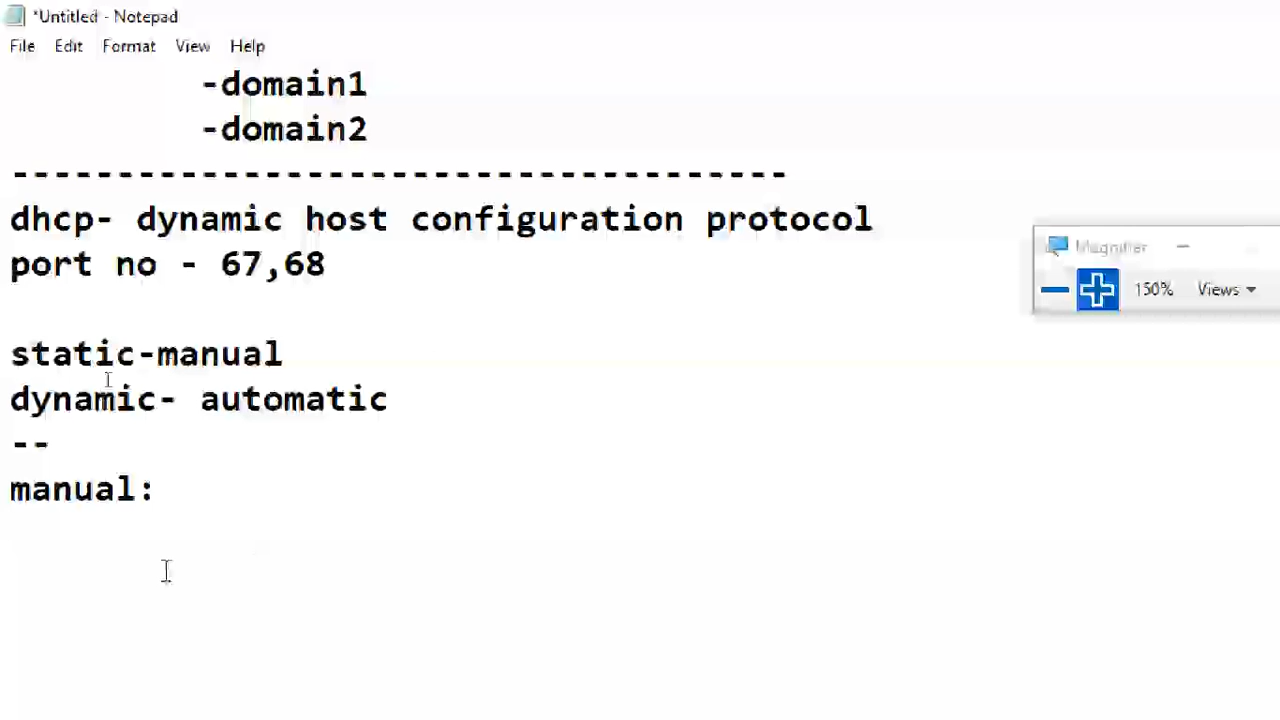 *Untitled - Notepad
File Edit Format View Help
-domain1
-domain2
-------------------------------------
dhcp- dynamic host configuration protocol
port no - 67,68
Magnifier
150% Views
static-manual
dynamic- automatic
--
manual: